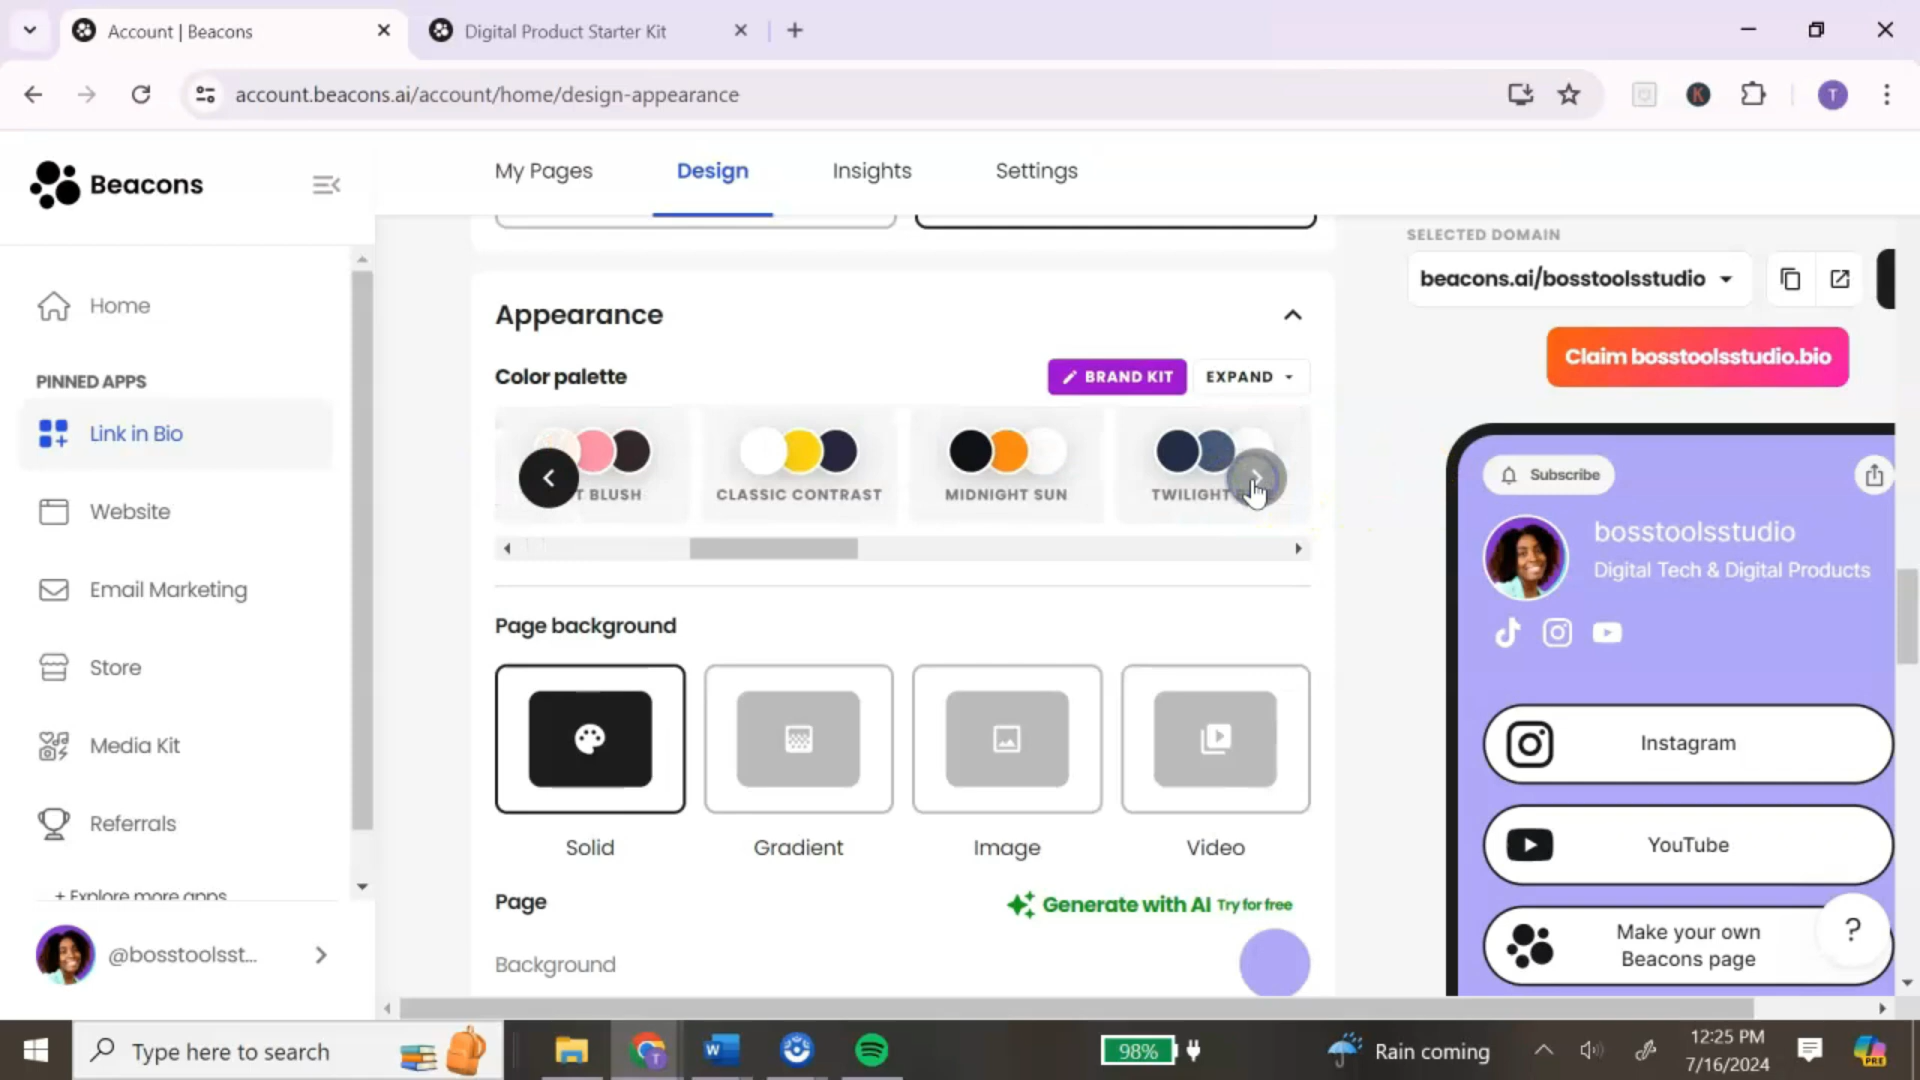 Account | Beacons
Digital Product Starter Kit
account.beacons.ai/account/home/design-appearance
K
T
Beacons
My Pages
Design
Insights
Settings
Home
PINNED APPS
Link in Bio
Website
Email Marketing
Store
Media Kit
Referrals
+ Explore more apps
@bosstoolsst...
Appearance
Color palette
BRAND KIT
EXPAND
T BLUSH
CLASSIC CONTRAST
MIDNIGHT SUN
TWILIGHT
Page background
Solid
Gradient
Image
Video
Page
Generate with AI Try for free
Background
SELECTED DOMAIN
beacons.ai/bosstoolsstudio
Claim bosstoolsstudio.bio
Subscribe
bosstoolsstudio
Digital Tech & Digital Products
Instagram
YouTube
Make your own
Beacons page
?
Type here to search
T
W
98%
Rain coming
12:25 PM
7/16/2024
PRE